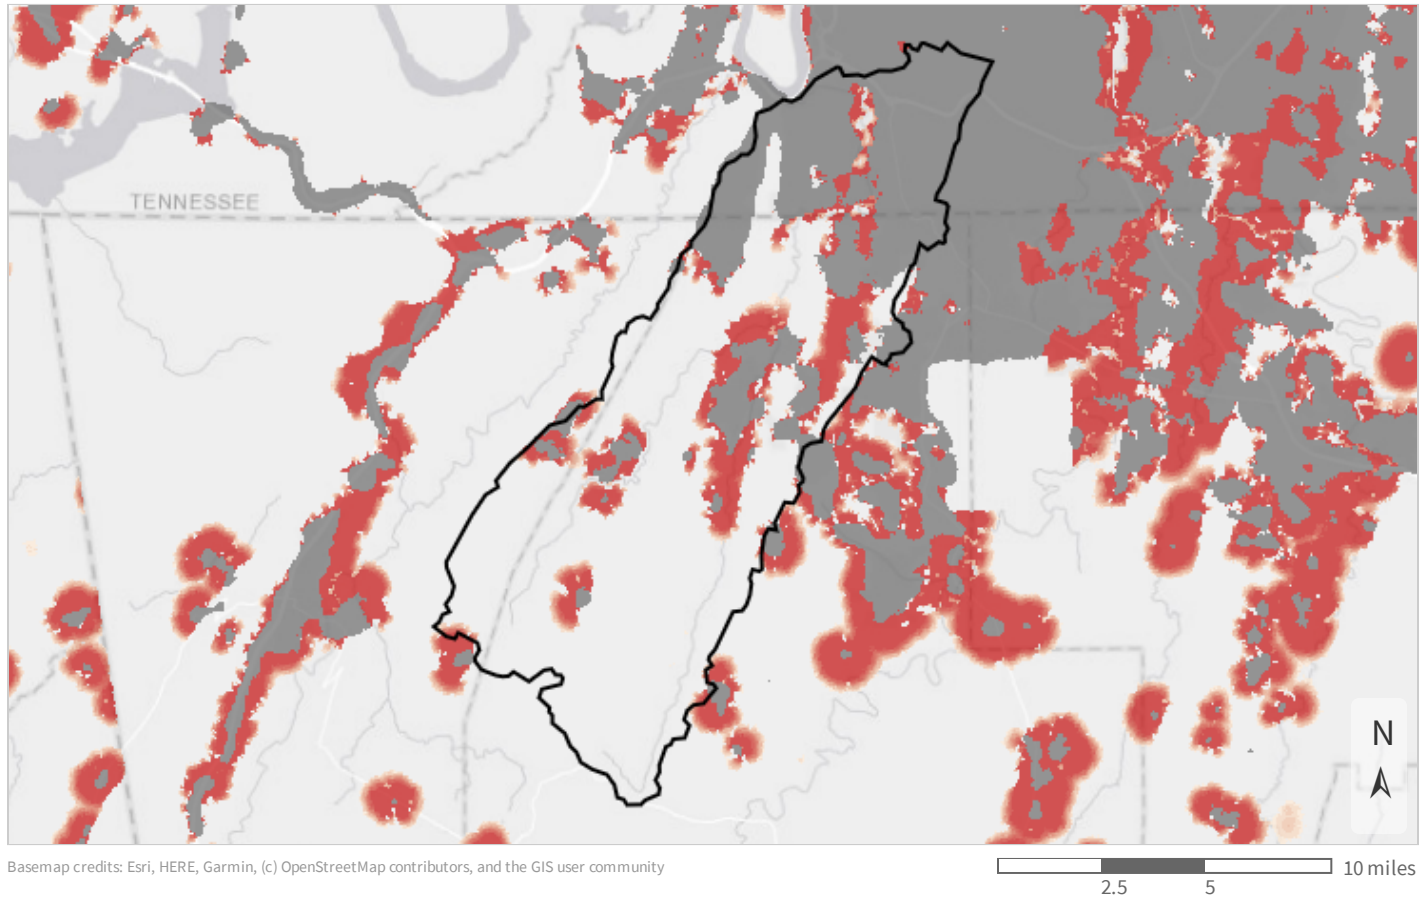 TENNESSEE
N
Basemap credits: Esri, HERE, Garmin, (c) OpenStreetMap contributors, and the GIS user community
10 miles
2.5
5